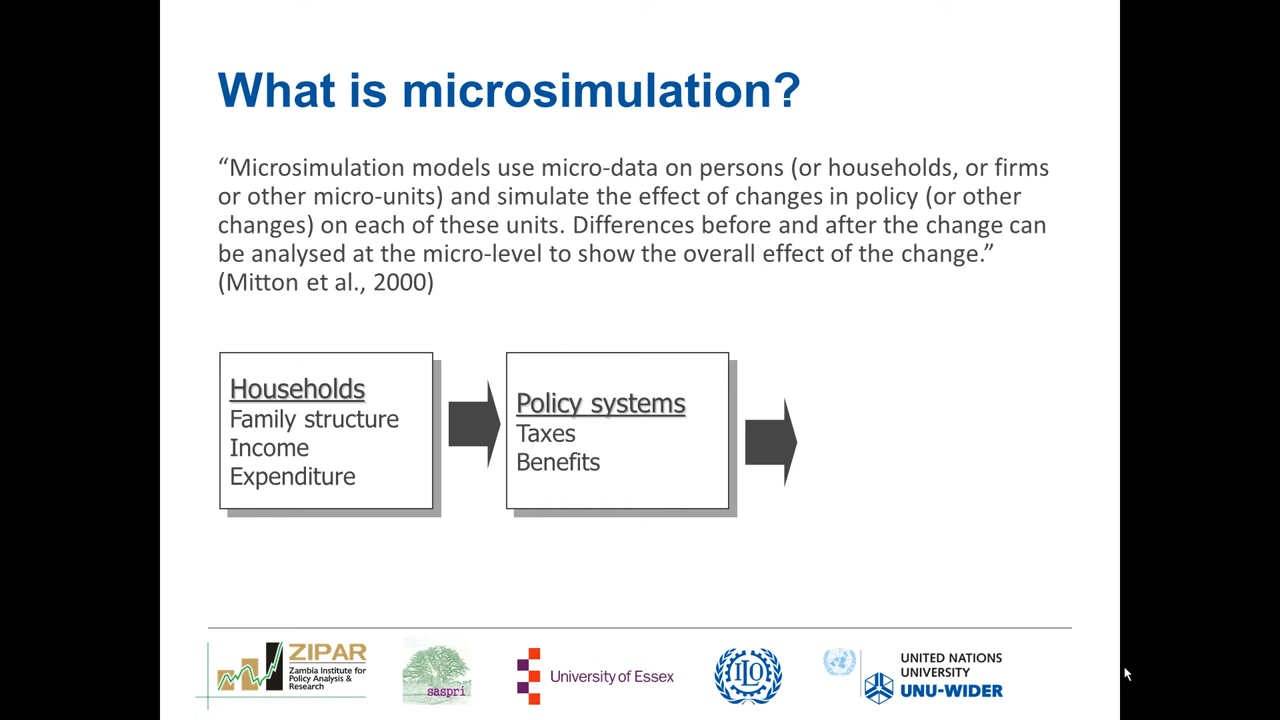 What is microsimulation?
“Microsimulation models use micro-data on persons (or households, or firms
or other micro-units) and simulate the effect of changes in policy (or other
changes) on each of these units. Differences before and after the change can
be analysed at the micro-level to show the overall effect of the change.”
(Mitton et al., 2000)
Households
Family structure
Income
Expenditure
Policy systems
Taxes
Benefits
ZIPAR
Zambia Institute for
Policy Analysis &
Research
saspri
University of Essex
ILO
UNITED NATIONS
UNIVERSITY
UNU-WIDER